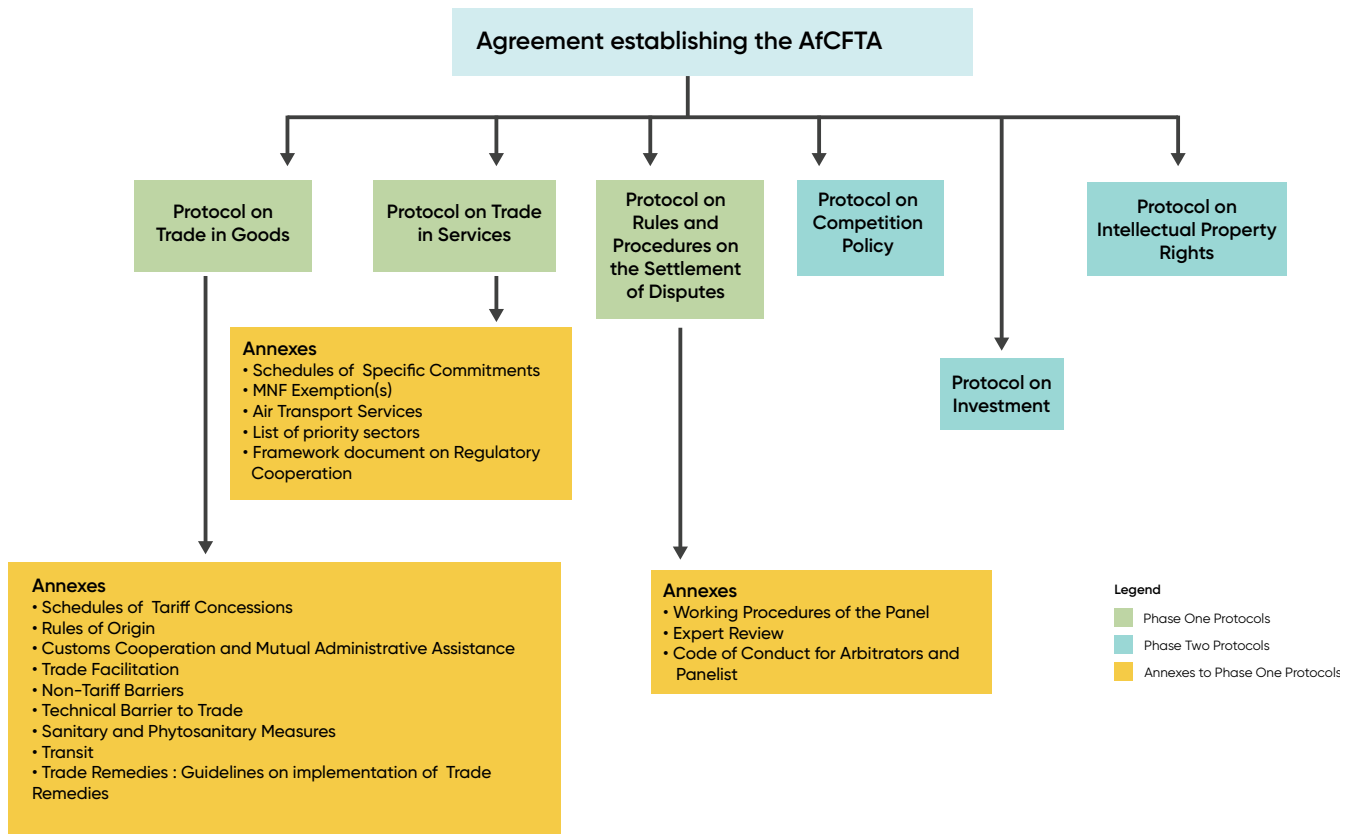 Agreement establishing the AfCFTA
Protocol on
Trade in Goods
Protocol on Trade
in Services
Protocol on
Rules and
Procedures on
the Settlement
of Disputes
Protocol on
Competition
Policy
Protocol on
Intellectual Property
Rights
Protocol on
Investment
Annexes
• Schedules of Specific Commitments
• MNF Exemption(s)
• Air Transport Services
• List of priority sectors
• Framework document on Regulatory
Cooperation
Annexes
• Schedules of Tariff Concessions
• Rules of Origin
• Customs Cooperation and Mutual Administrative Assistance
• Trade Facilitation
• Non-Tariff Barriers
• Technical Barrier to Trade
• Sanitary and Phytosanitary Measures
• Transit
• Trade Remedies : Guidelines on implementation of Trade
Remedies
Annexes
• Working Procedures of the Panel
• Expert Review
• Code of Conduct for Arbitrators and
Panelist
Legend
Phase One Protocols
Phase Two Protocols
Annexes to Phase One Protocols